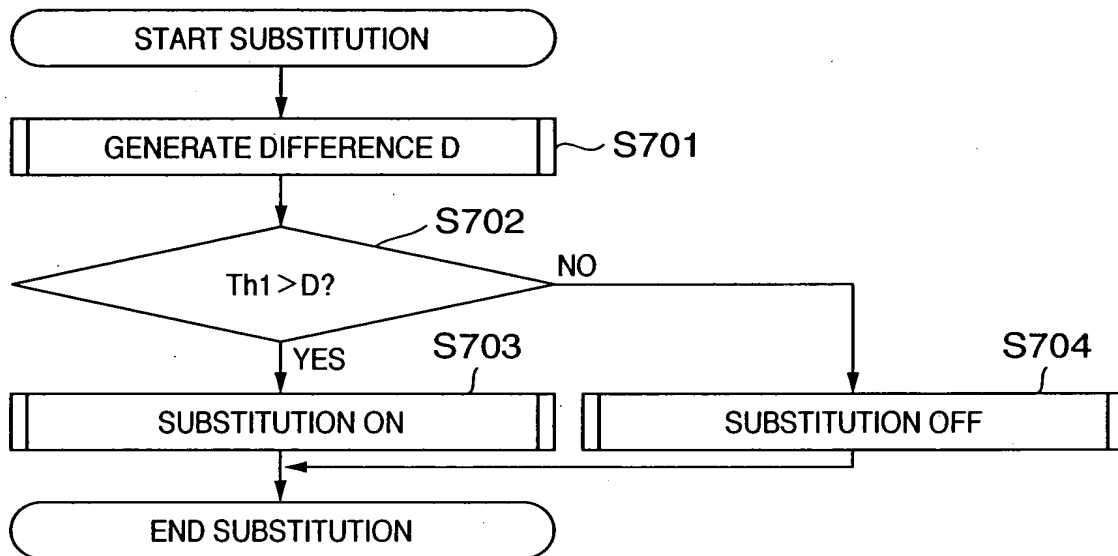 START SUBSTITUTION
GENERATE DIFFERENCE D
S701
S702
Th1>D?
NO
YES
S703
S704
SUBSTITUTION ON
SUBSTITUTION OFF
END SUBSTITUTION